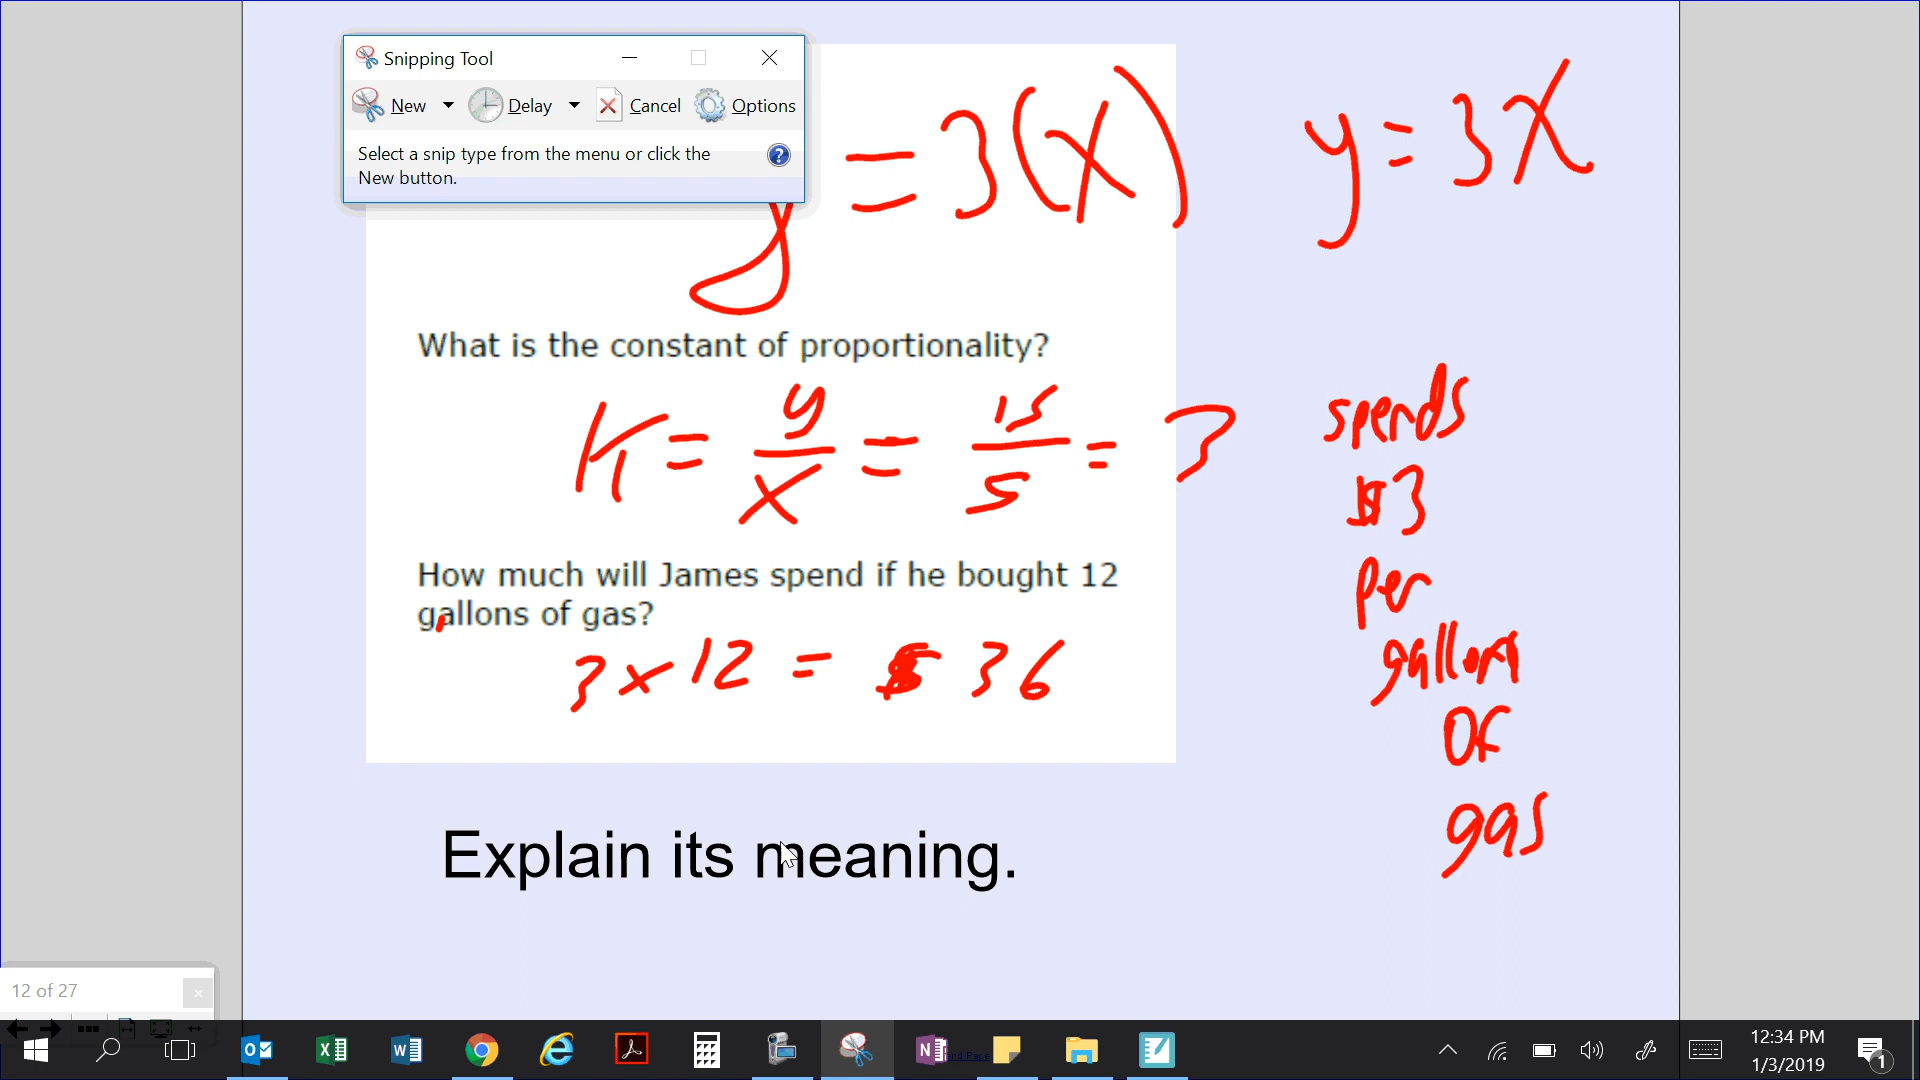 Snipping Tool
New Delay Cancel Options
Select a snip type from the menu or click the
New button.
y = 3(x)
y = 3x
What is the constant of proportionality?
K = y/x = 15/5 = 3
How much will James spend if he bought 12
gallons of gas?
3 x 12 = $ 36
spends
$3
per
gallons
of
gas
Explain its meaning.
12 of 27
12:34 PM
1/3/2019
1